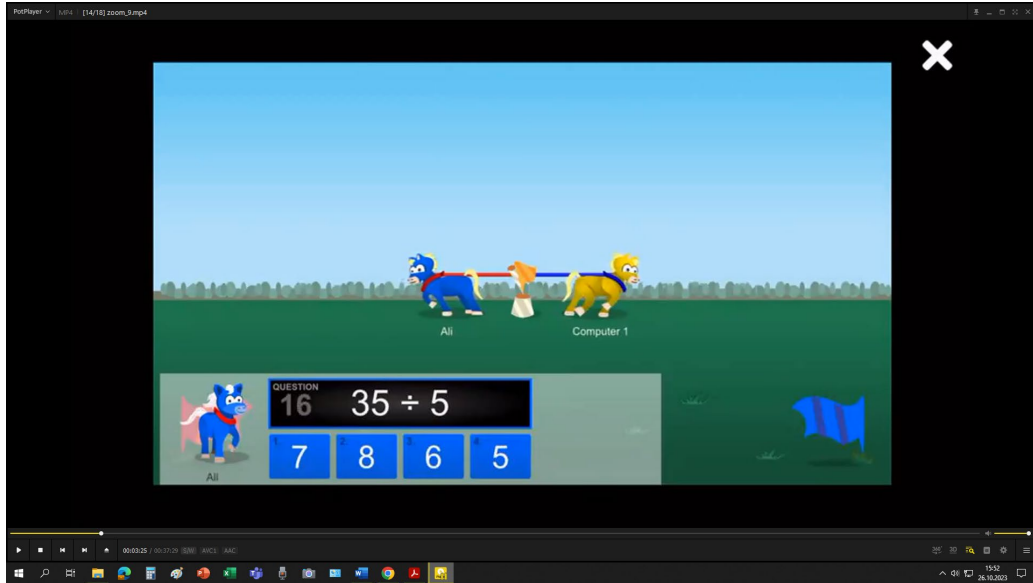 PotPlayer MP4 [14/18] zoom_9.mp4
Ali Computer 1
QUESTION
16 35 ÷ 5
1. 7 2. 8 3. 6 4. 5
Ali
00:03:25 / 00:37:29 S/W AVC1 AAC
15:52
26.10.2023